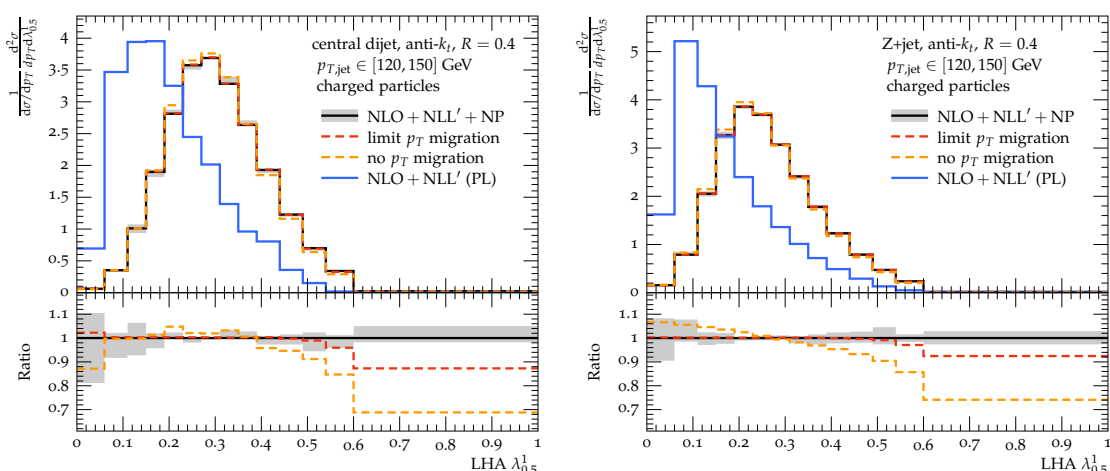 1/dσ/dp_T d²σ/dp_T dλ¹_0.5
central dijet, anti-k_t, R = 0.4
p_T,jet ∈ [120, 150] GeV
charged particles
NLO + NLL′ + NP
limit p_T migration
no p_T migration
NLO + NLL′ (PL)
4
3.5
3
2.5
2
1.5
1
0.5
0
1.1
1
0.9
0.8
0.7
Ratio
0 0.1 0.2 0.3 0.4 0.5 0.6 0.7 0.8 0.9 1
LHA λ¹_0.5
1/dσ/dp_T d²σ/dp_T dλ¹_0.5
Z+jet, anti-k_t, R = 0.4
p_T,jet ∈ [120, 150] GeV
charged particles
NLO + NLL′ + NP
limit p_T migration
no p_T migration
NLO + NLL′ (PL)
5
4
3
2
1
0
1.1
1
0.9
0.8
0.7
Ratio
0 0.1 0.2 0.3 0.4 0.5 0.6 0.7 0.8 0.9 1
LHA λ¹_0.5